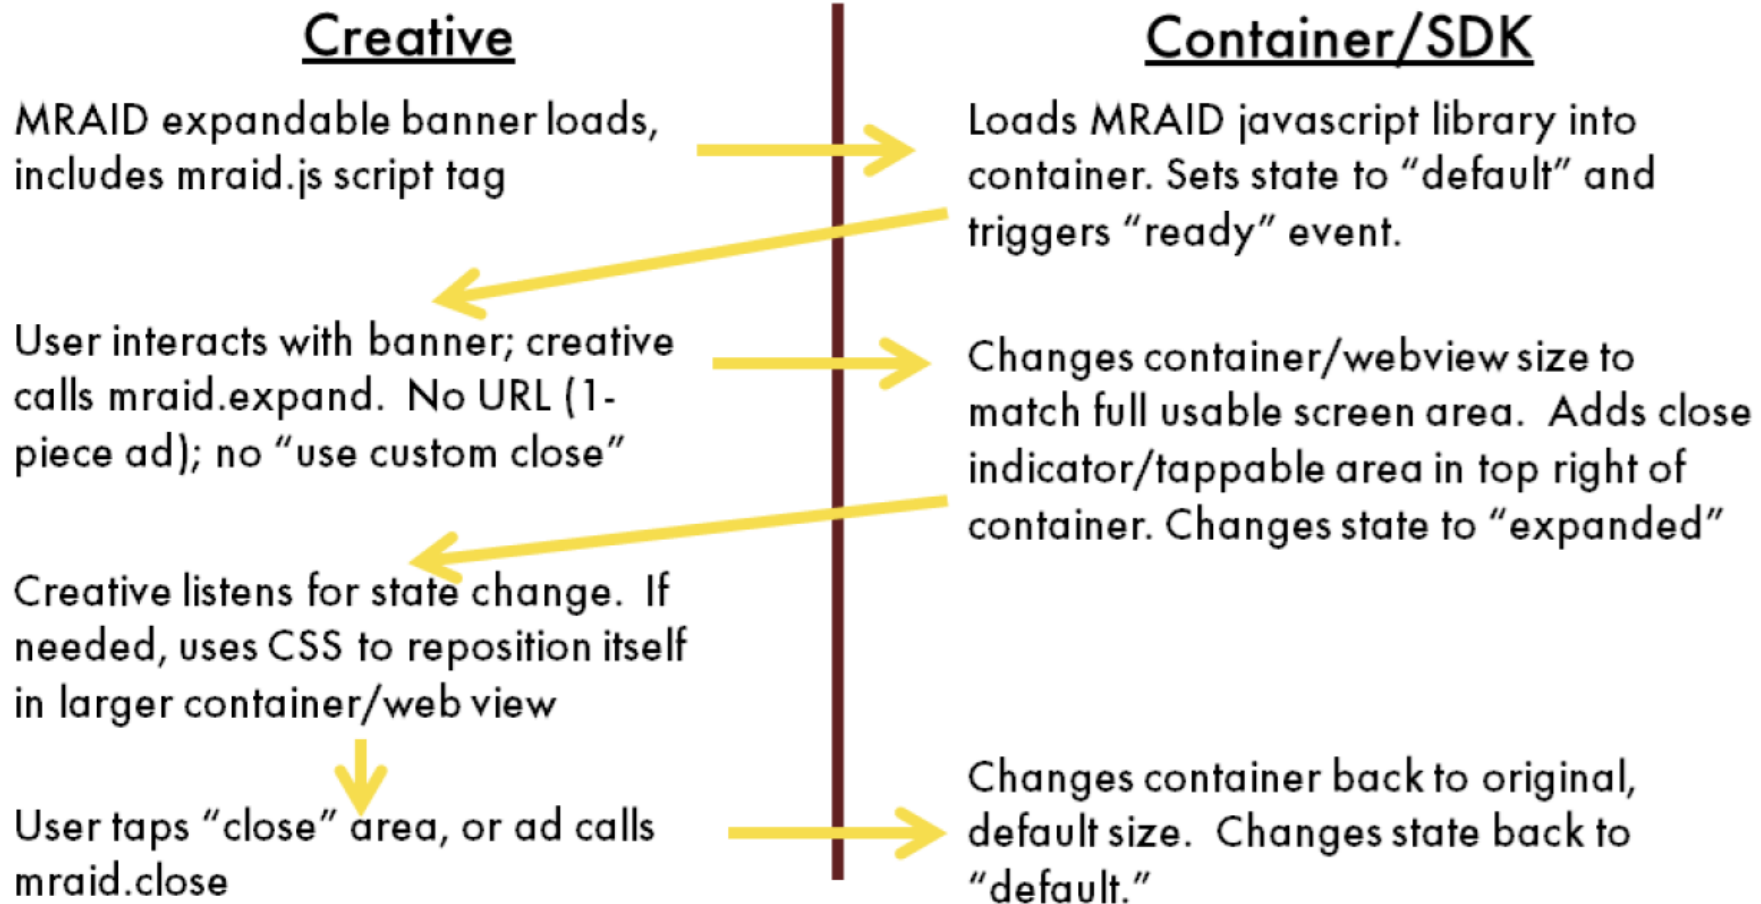 Creative
MRAID expandable banner loads,
includes mraid.js script tag
User interacts with banner; creative
calls mraid.expand. No URL (1-
piece ad); no “use custom close”
Creative listens for state change. If
needed, uses CSS to reposition itself
in larger container/web view
User taps “close” area, or ad calls
mraid.close
Container/SDK
Loads MRAID javascript library into
container. Sets state to “default” and
triggers “ready” event.
Changes container/webview size to
match full usable screen area. Adds close
indicator/tappable area in top right of
container. Changes state to “expanded”
Changes container back to original,
default size. Changes state back to
“default.”